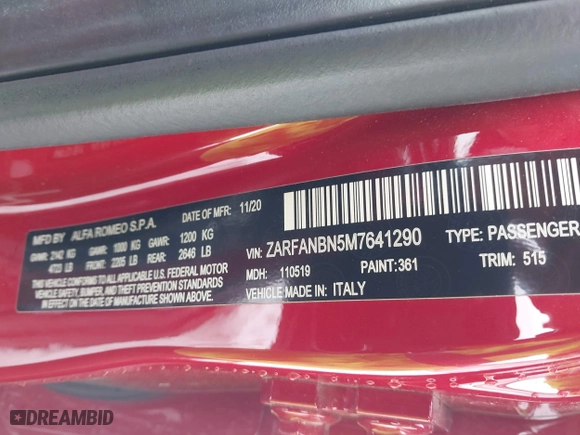 MFD BY ALFA ROMEO S.P.A. DATE OF MFR: 11/20
GAWR: 2142 KG GAWR: 1000 KG GAWR: 1200 KG
4723 LB FRONT: 2205 LB REAR: 2646 LB
THIS VEHICLE CONFORMS TO ALL APPLICABLE U.S. FEDERAL MOTOR
VEHICLE SAFETY, BUMPER, AND THEFT PREVENTION STANDARDS
IN EFFECT ON THE DATE OF MANUFACTURE SHOWN ABOVE
VIN: ZARFANBN5M7641290 TYPE: PASSENGER
MDH: 110519 PAINT: 361 TRIM: 515
VEHICLE MADE IN: ITALY
DREAMBID